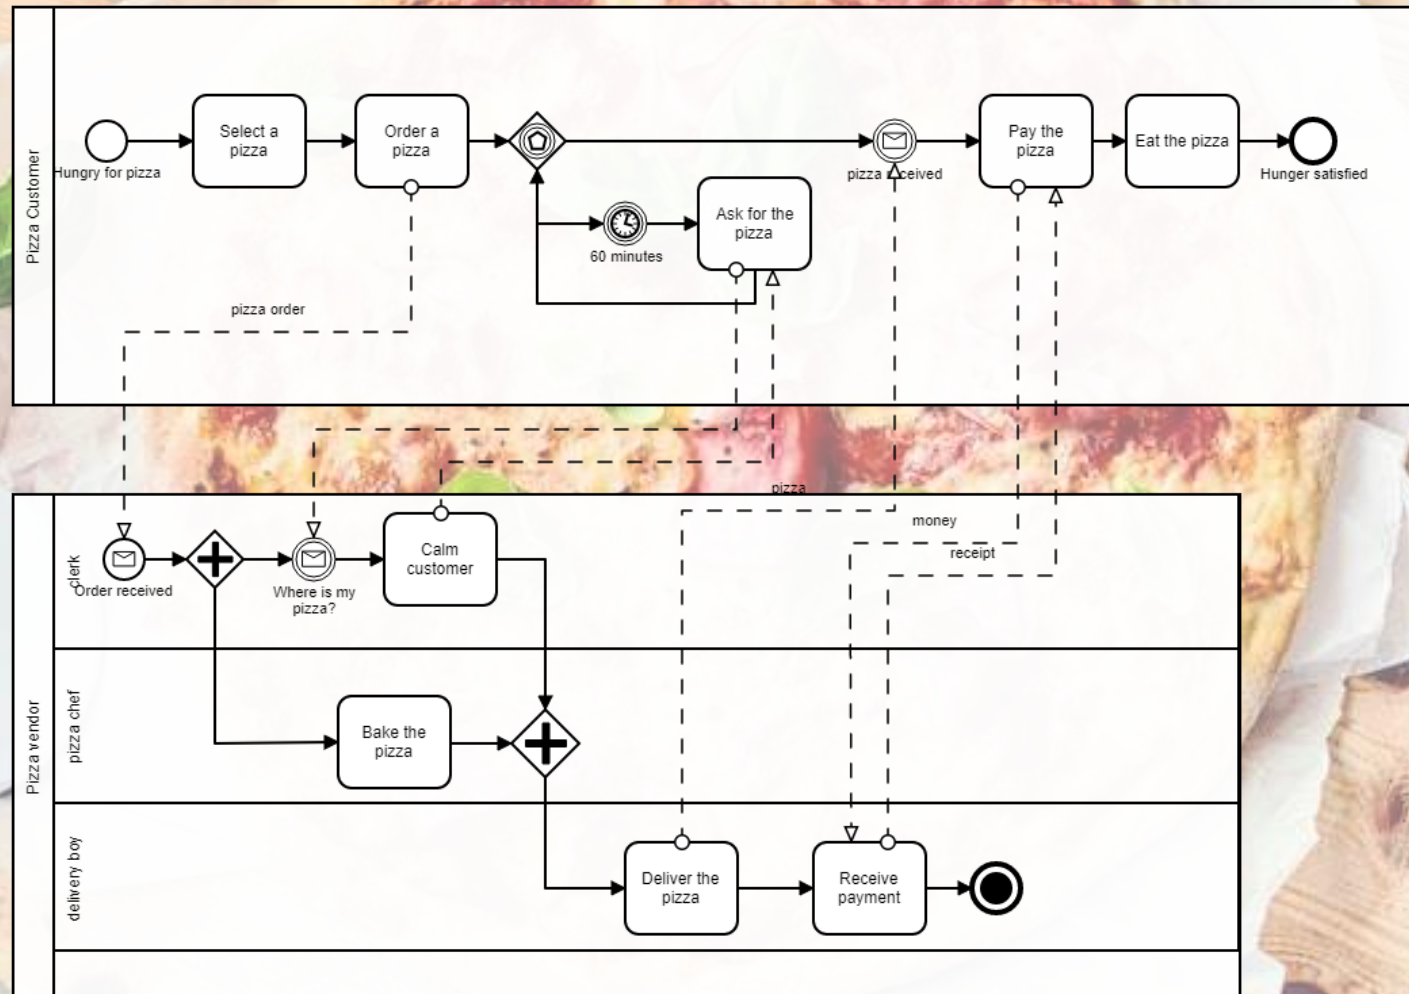 Pizza Customer
Hungry for pizza
Select a
pizza
Order a
pizza
60 minutes
Ask for the
pizza
pizza received
Pay the
pizza
Eat the pizza
Hunger satisfied
pizza order
pizza
money
receipt
Pizza vendor
clerk
Order received
Where is my
pizza?
Calm
customer
pizza chef
Bake the
pizza
delivery boy
Deliver the
pizza
Receive
payment